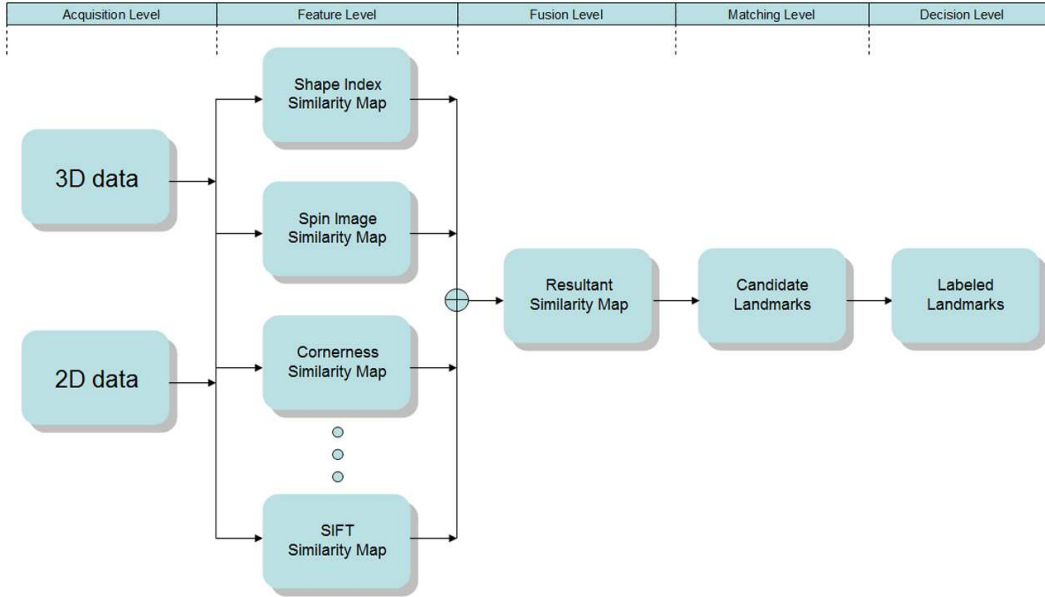 Acquisition Level
Feature Level
Fusion Level
Matching Level
Decision Level
3D data
2D data
Shape Index
Similarity Map
Spin Image
Similarity Map
Cornerness
Similarity Map
SIFT
Similarity Map
Resultant
Similarity Map
Candidate
Landmarks
Labeled
Landmarks